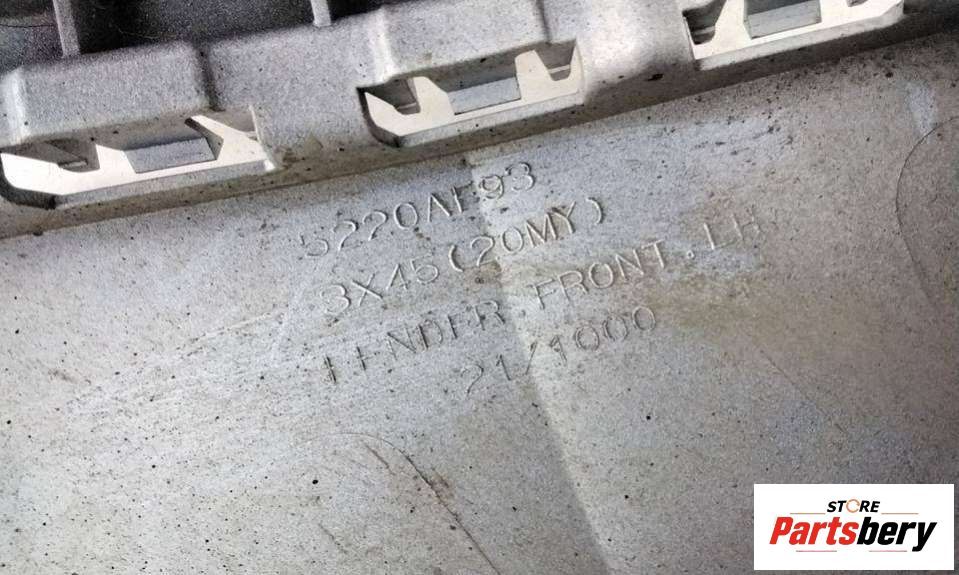 5220AE93
3X45(20MY)
FENDER FRONT.LH
21/1000
STORE
Partsbery